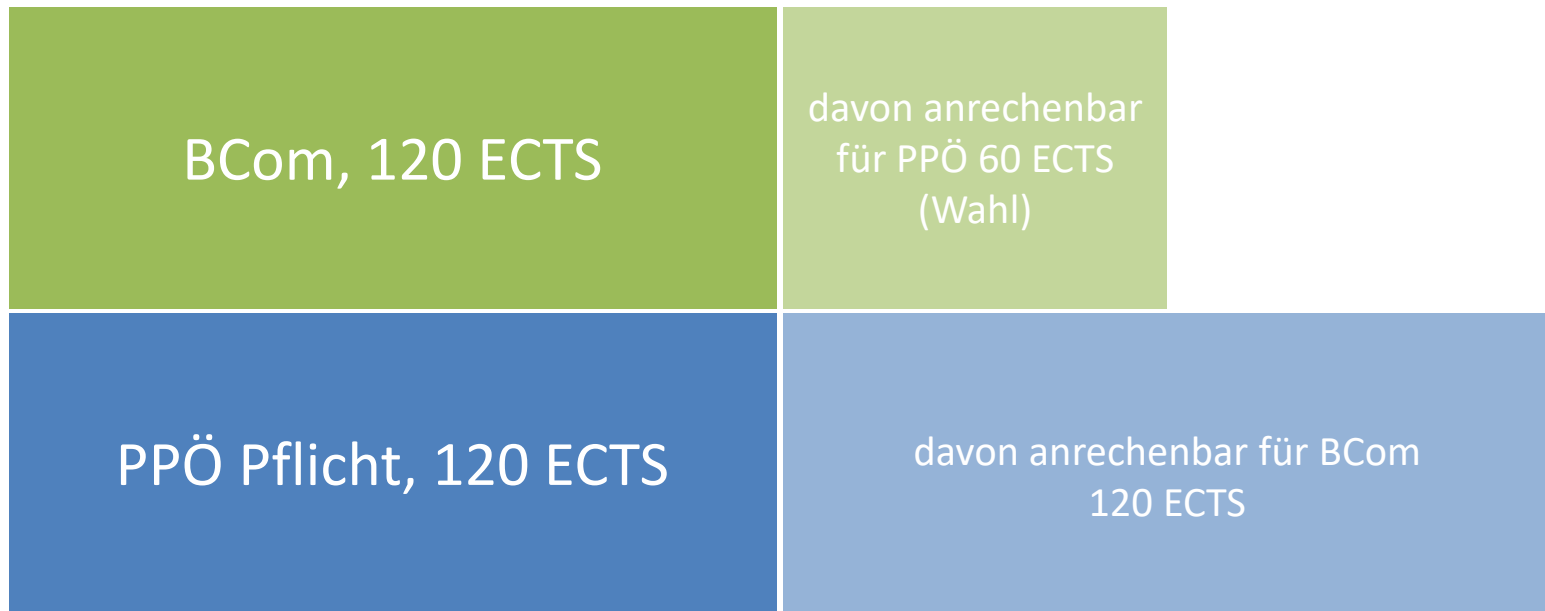 BCom, 120 ECTS
davon anrechenbar
für PPÖ 60 ECTS
(Wahl)
PPÖ Pflicht, 120 ECTS
davon anrechenbar für BCom
120 ECTS